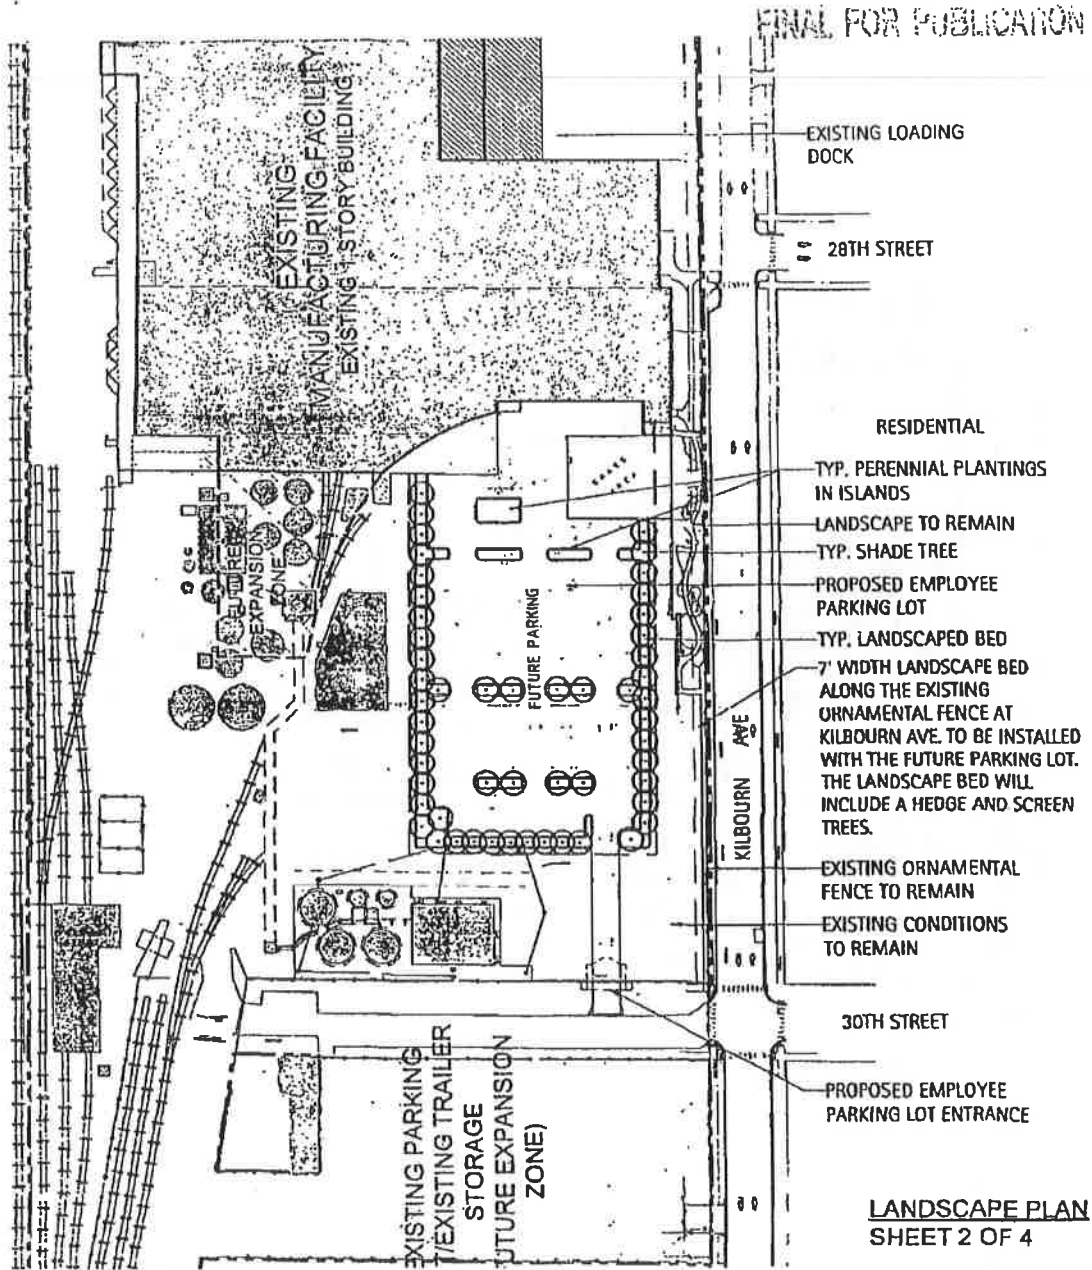 FINAL FOR PUBLICATION
EXISTING
MANUFACTURING FACILITY
EXISTING 1 STORY BUILDING
EXISTING LOADING
DOCK
28TH STREET
RESIDENTIAL
TYP. PERENNIAL PLANTINGS
IN ISLANDS
LANDSCAPE TO REMAIN
TYP. SHADE TREE
PROPOSED EMPLOYEE
PARKING LOT
TYP. LANDSCAPED BED
7' WIDTH LANDSCAPE BED
ALONG THE EXISTING
ORNAMENTAL FENCE AT
KILBOURN AVE. TO BE INSTALLED
WITH THE FUTURE PARKING LOT.
THE LANDSCAPE BED WILL
INCLUDE A HEDGE AND SCREEN
TREES.
EXISTING ORNAMENTAL
FENCE TO REMAIN
EXISTING CONDITIONS
TO REMAIN
30TH STREET
PROPOSED EMPLOYEE
PARKING LOT ENTRANCE
FUTURE
EXPANSION
ZONE
FUTURE PARKING
KILBOURN AVE
XISTING PARKING
/EXISTING TRAILER
STORAGE
UTURE EXPANSION
ZONE)
LANDSCAPE PLAN
SHEET 2 OF 4